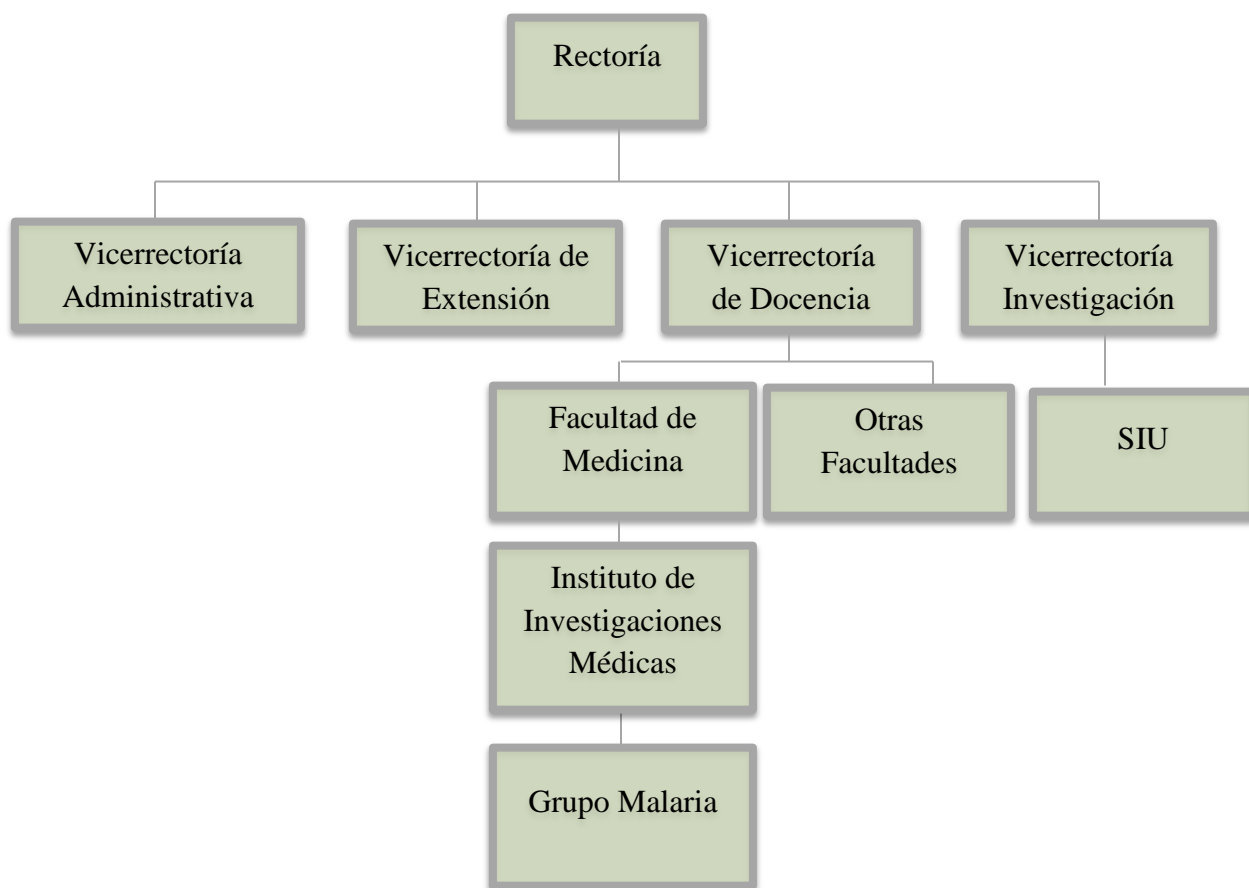 Rectoría
Vicerrectoría
Administrativa
Vicerrectoría de
Extensión
Vicerrectoría
de Docencia
Vicerrectoría
Investigación
Facultad de
Medicina
Otras
Facultades
SIU
Instituto de
Investigaciones
Médicas
Grupo Malaria